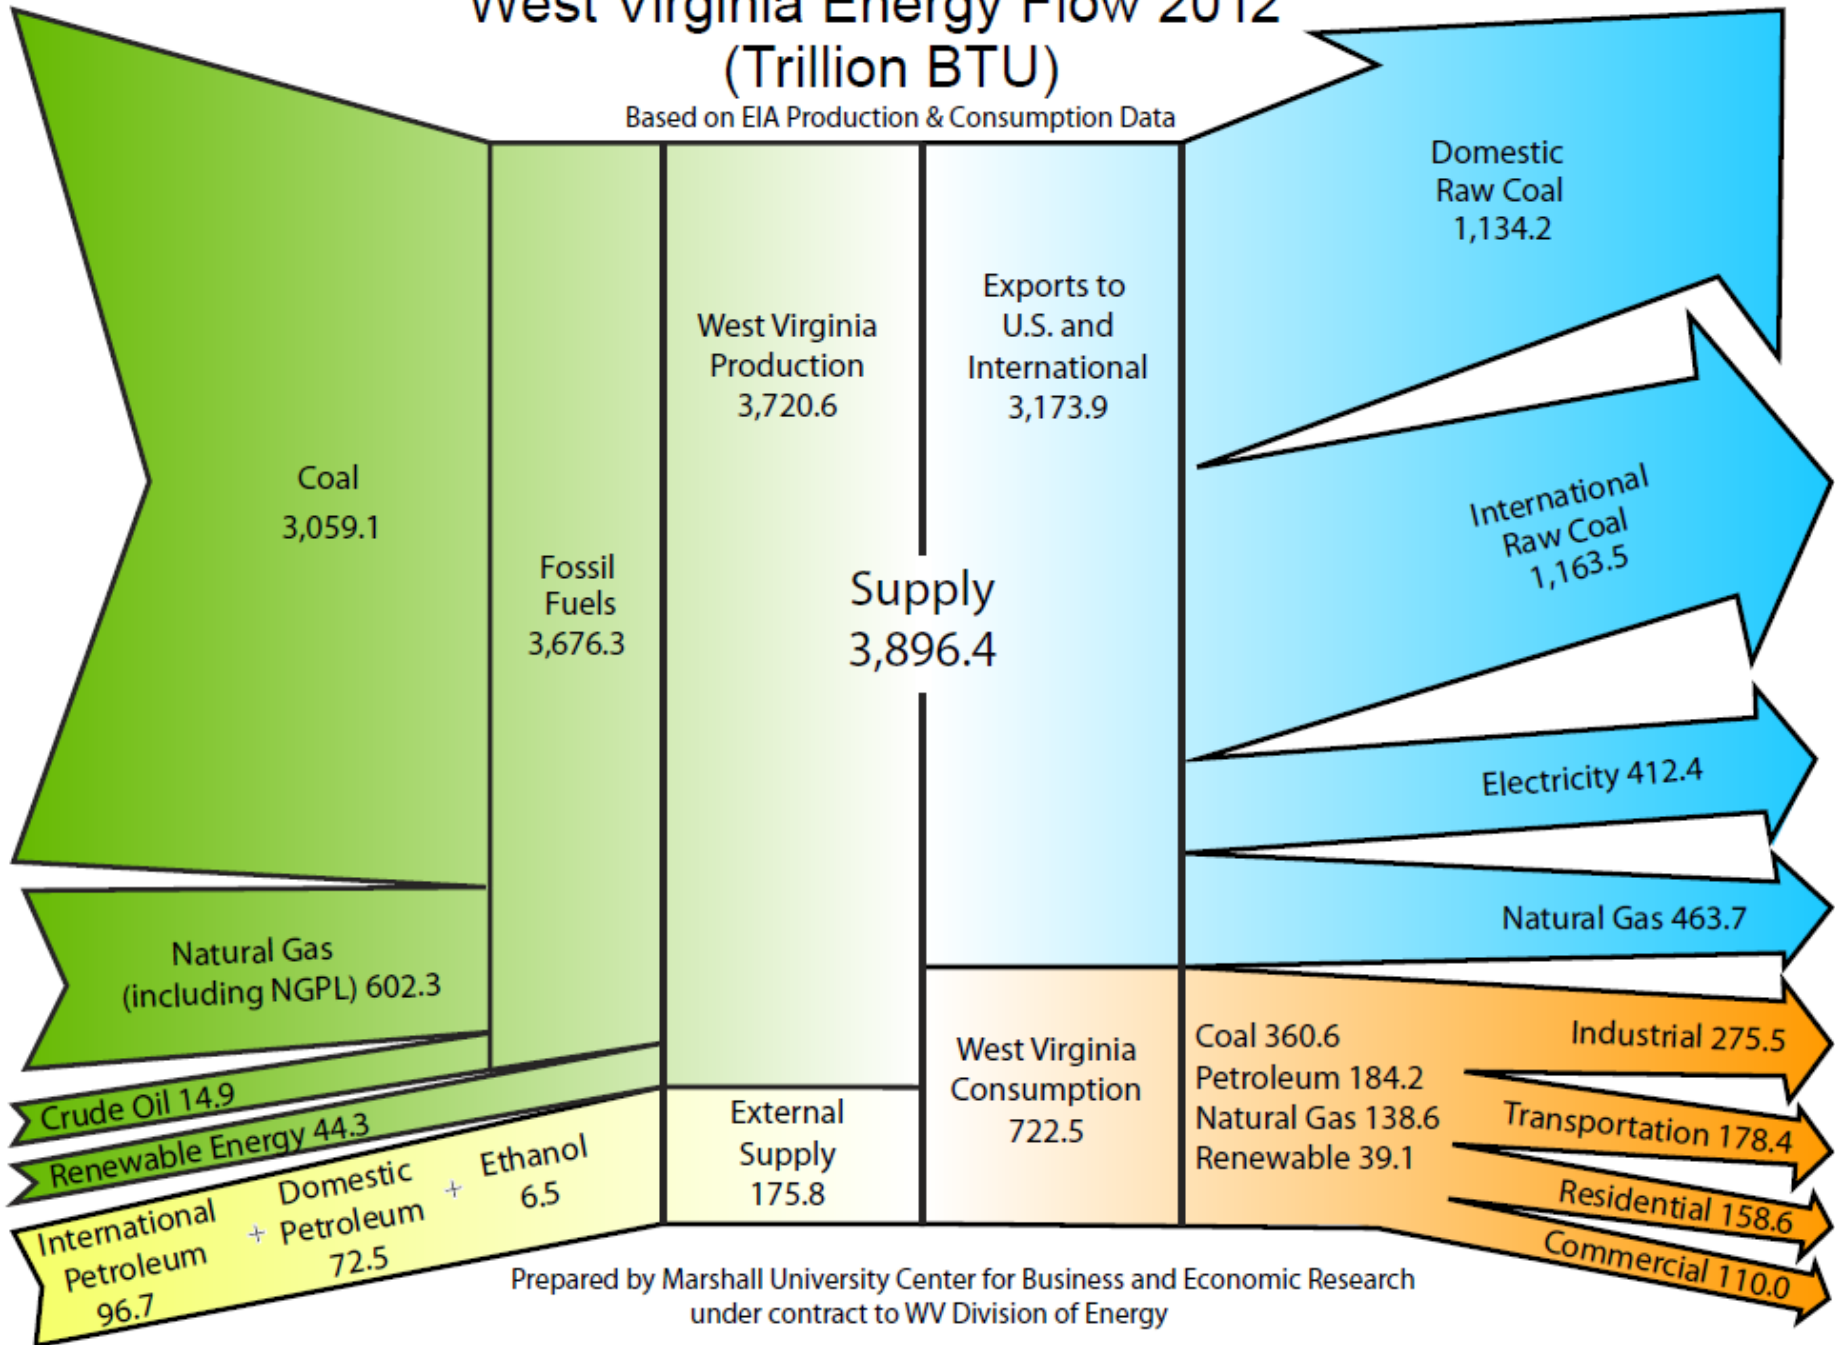 West Virginia Energy Flow 2012
(Trillion BTU)
Based on EIA Production & Consumption Data
Coal
3,059.1
Natural Gas
(including NGPL) 602.3
Crude Oil 14.9
Renewable Energy 44.3
International
Petroleum
96.7
+
Domestic
Petroleum
72.5
+
Ethanol
6.5
Fossil
Fuels
3,676.3
West Virginia
Production
3,720.6
External
Supply
175.8
Supply
3,896.4
Exports to
U.S. and
International
3,173.9
West Virginia
Consumption
722.5
Domestic
Raw Coal
1,134.2
International
Raw Coal
1,163.5
Electricity 412.4
Natural Gas 463.7
Coal 360.6
Petroleum 184.2
Natural Gas 138.6
Renewable 39.1
Industrial 275.5
Transportation 178.4
Residential 158.6
Commercial 110.0
Prepared by Marshall University Center for Business and Economic Research
under contract to WV Division of Energy